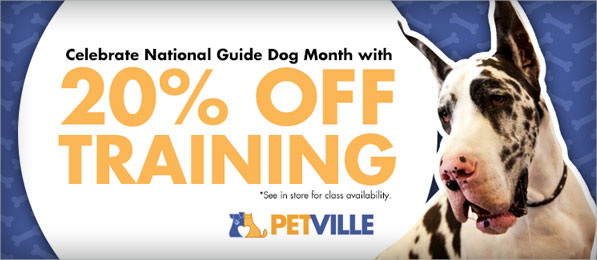 Celebrate National Guide Dog Month with
20% OFF
TRAINING
*See in store for class availability.
PETVILLE